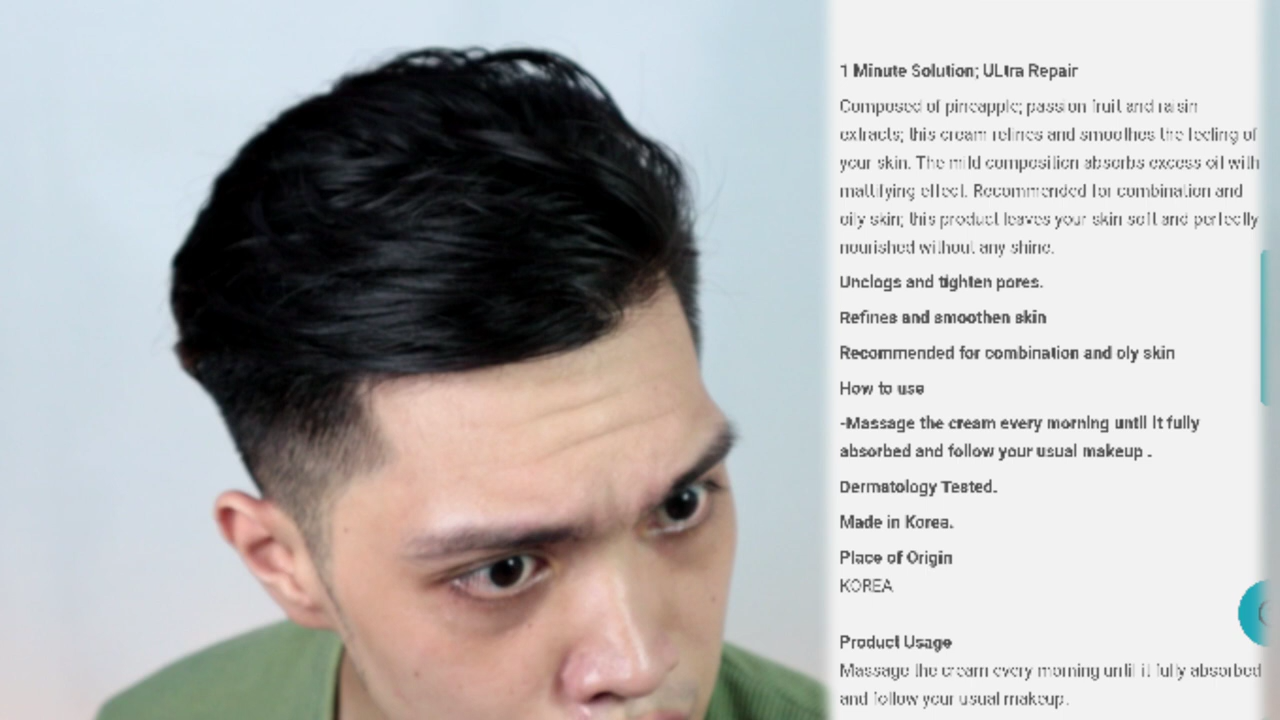 1 Minute Solution; ULtra Repair
Composed of pineapple; passion fruit and raisin
extracts; this cream refines and smoothes the feeling of
your skin. The mild composition absorbs excess oil with
mattifying effect. Recommended for combination and
oily skin; this product leaves your skin soft and perfectly
nourished without any shine.
Unclogs and tighten pores.
Refines and smoothen skin
Recommended for combination and oly skin
How to use
-Massage the cream every morning until it fully
absorbed and follow your usual makeup .
Dermatology Tested.
Made in Korea.
Place of Origin
KOREA
Product Usage
Massage the cream every morning until it fully absorbed
and follow your usual makeup.